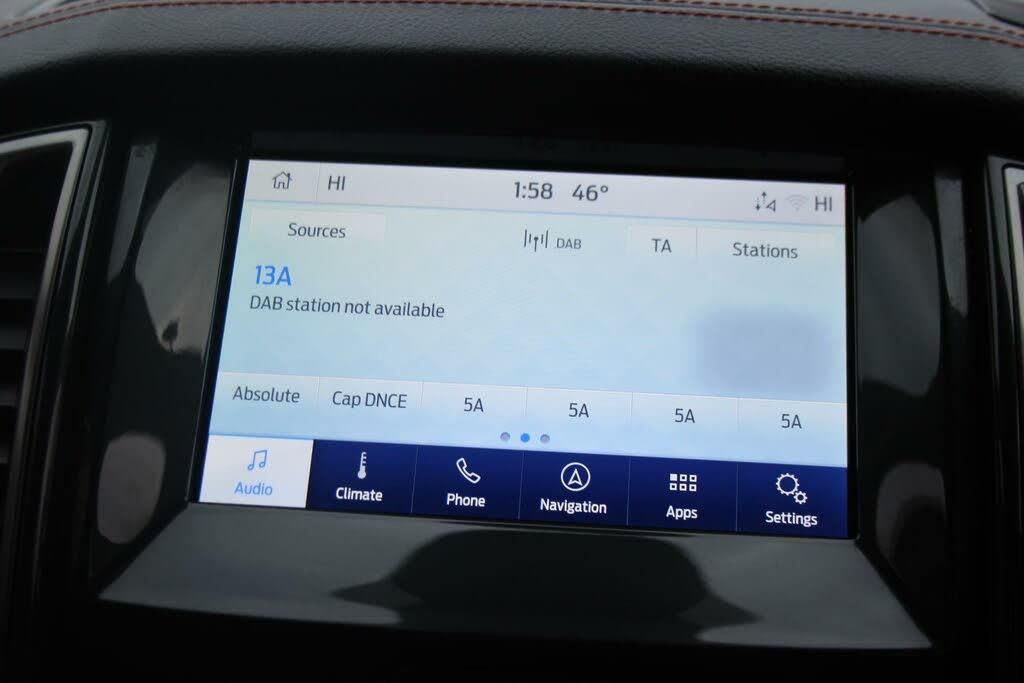 HI 1:58 46° HI
Sources DAB TA Stations
13A
DAB station not available
Absolute Cap DNCE 5A 5A 5A 5A
Audio Climate Phone Navigation Apps Settings